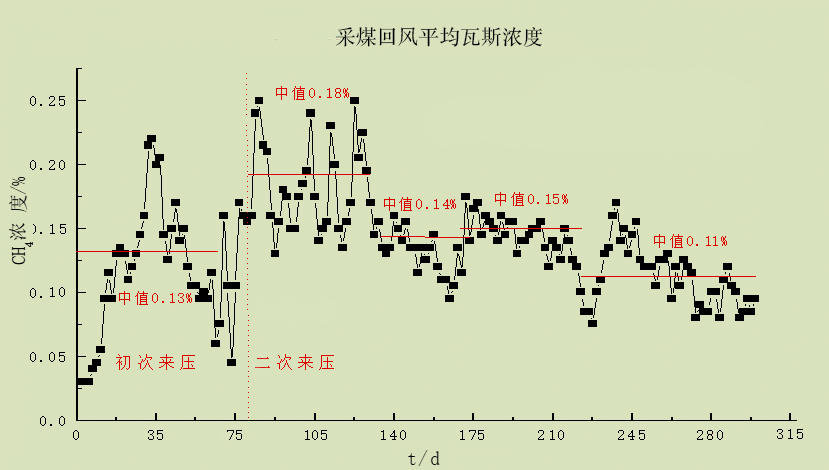 采煤回风平均瓦斯浓度
CH4浓度/%
0.25
0.20
0.15
0.10
0.05
0.0
中值0.18%
中值0.14%
中值0.15%
中值0.11%
中值0.13%
初次来压
二次来压
0 35 75 105 140 175 210 245 280 315
t/d